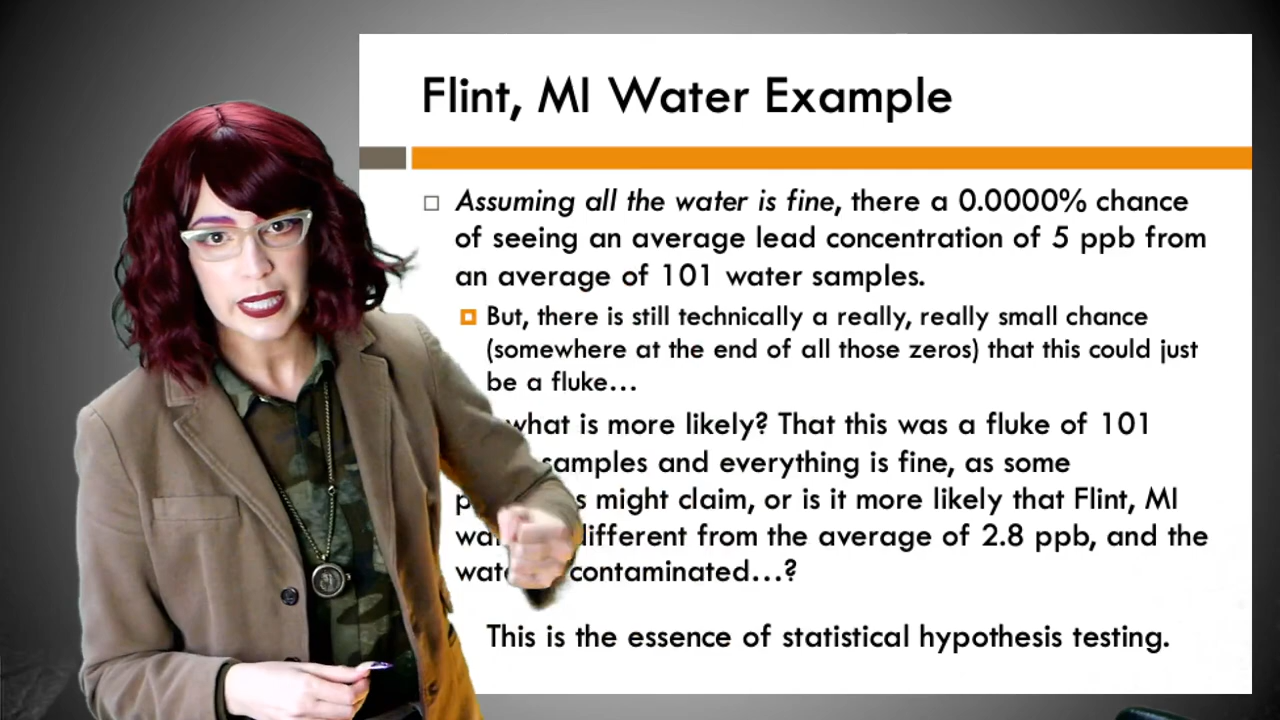 Flint, MI Water Example
Assuming all the water is fine, there a 0.0000% chance
of seeing an average lead concentration of 5 ppb from
an average of 101 water samples.
But, there is still technically a really, really small chance
(somewhere at the end of all those zeros) that this could just
be a fluke...
what is more likely? That this was a fluke of 101
samples and everything is fine, as some
might claim, or is it more likely that Flint, MI
different from the average of 2.8 ppb, and the
contaminated...?
This is the essence of statistical hypothesis testing.